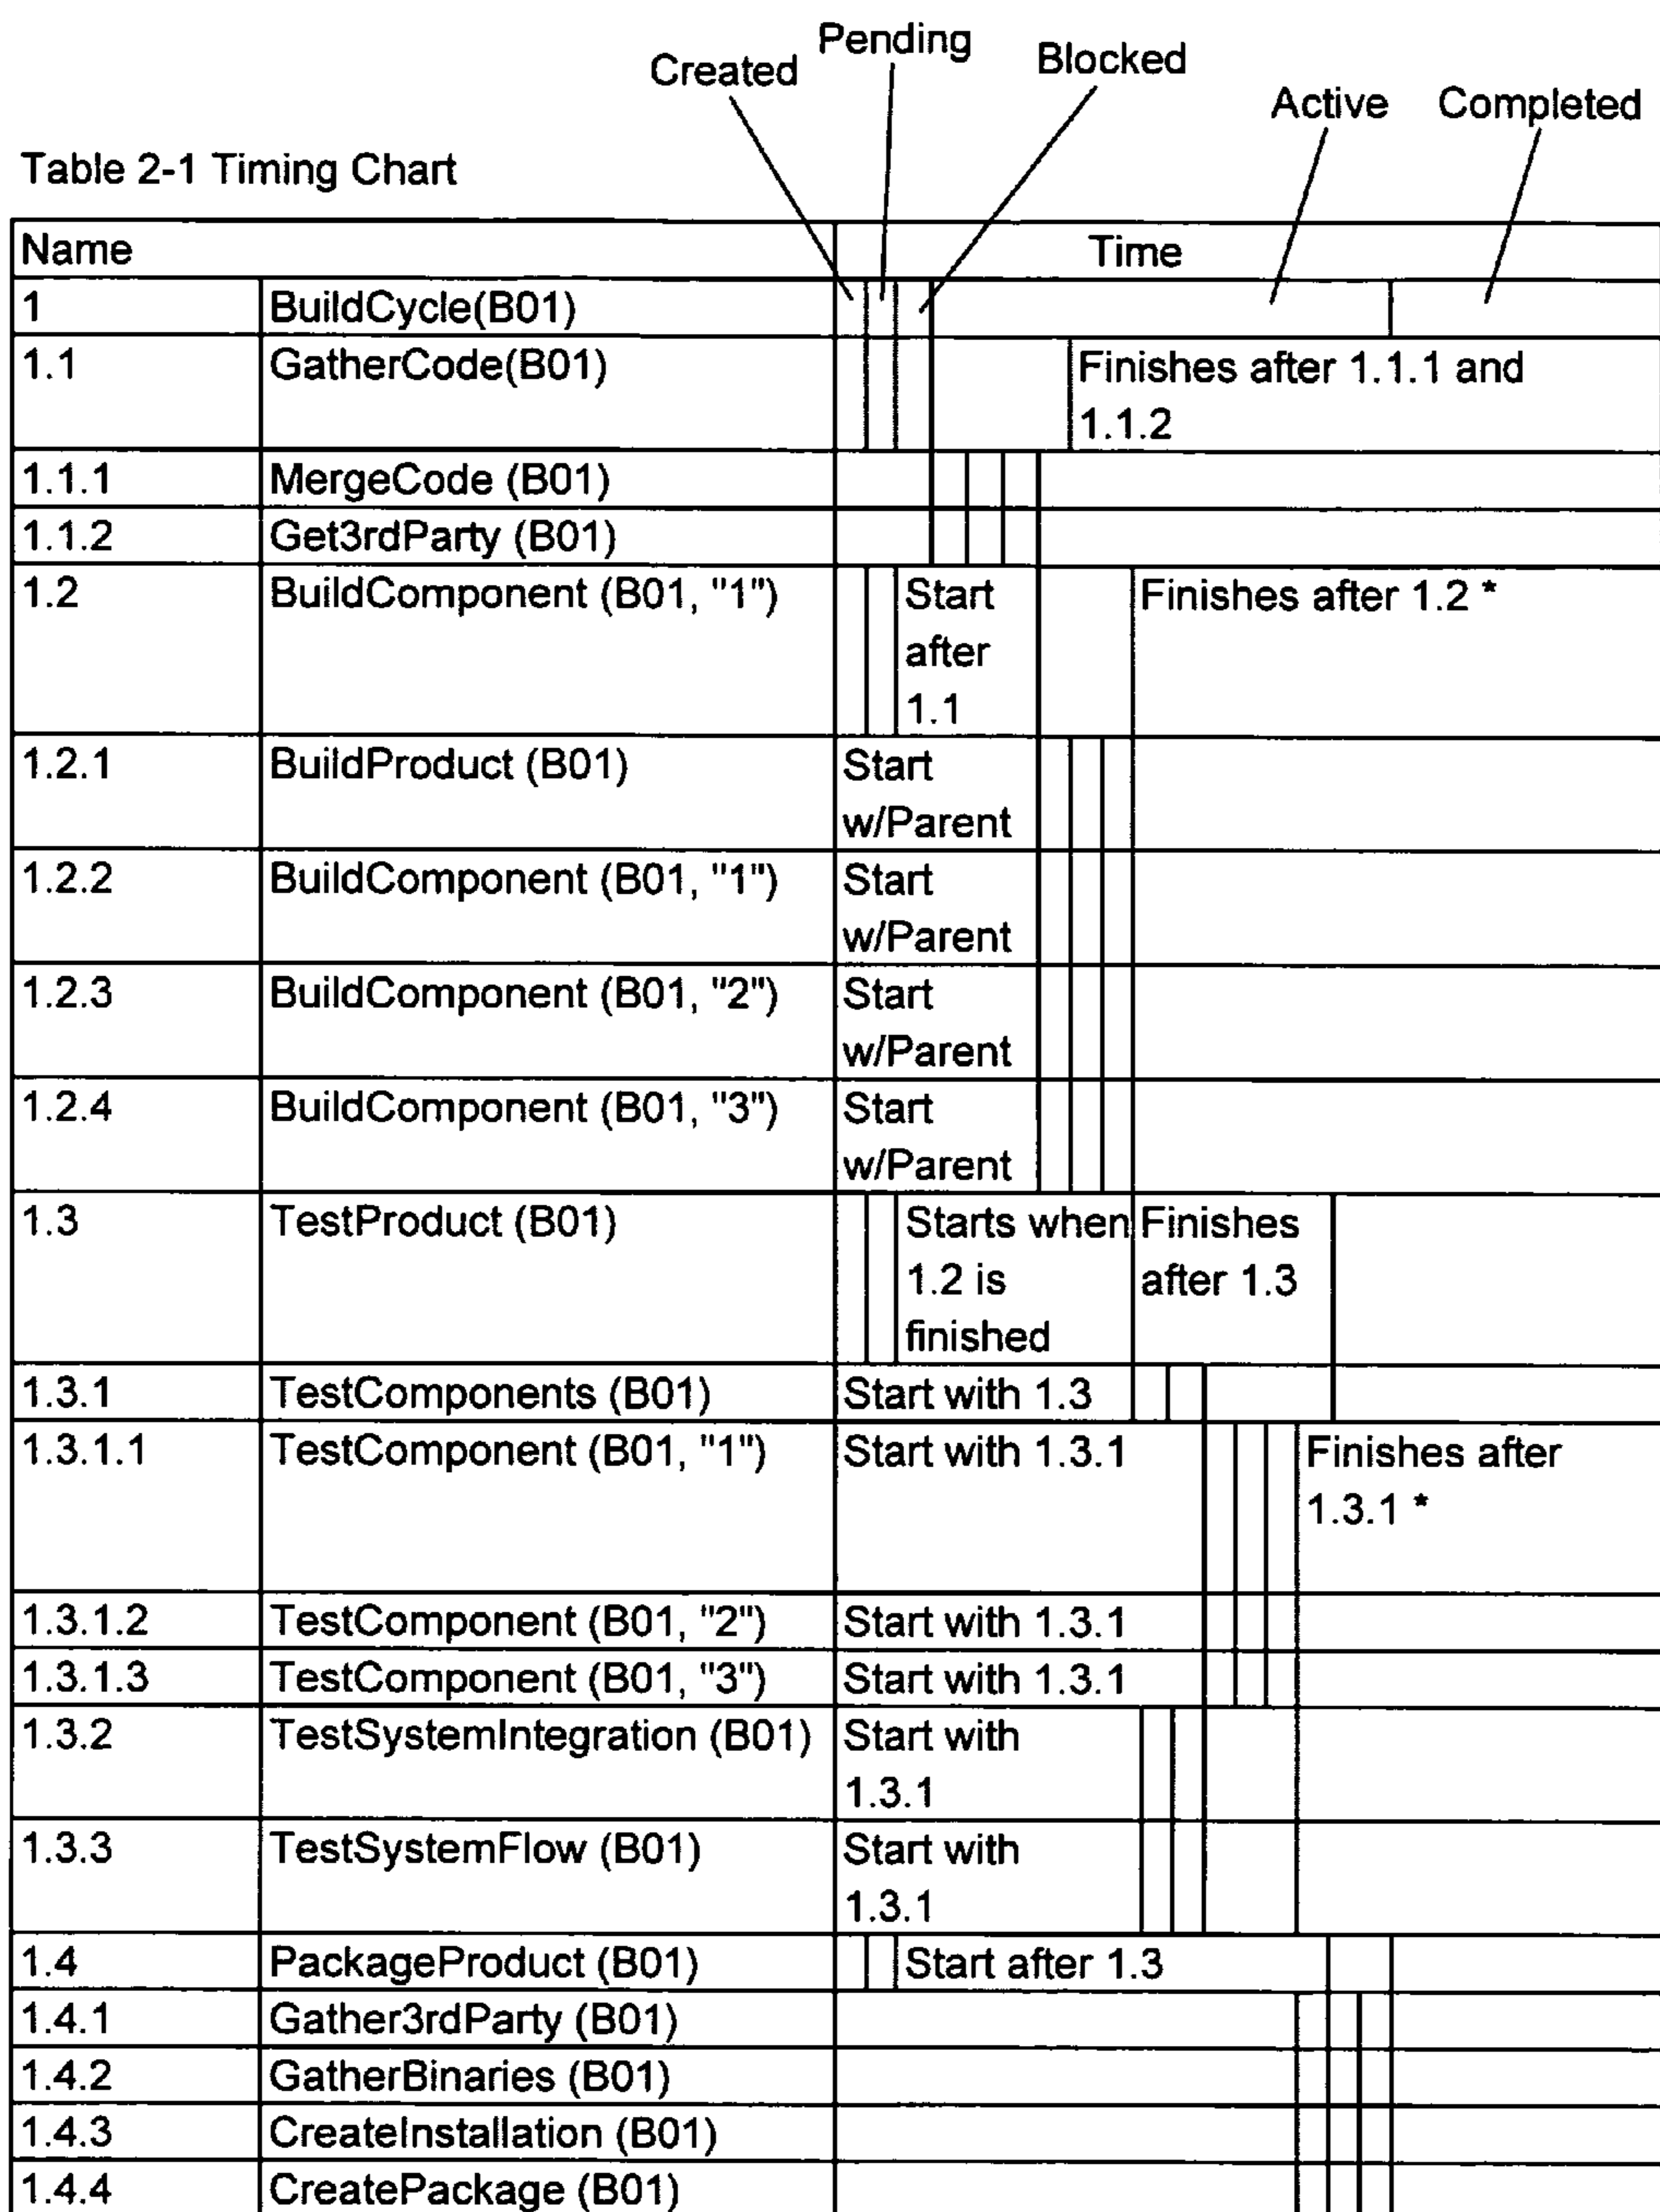 Created Pending Blocked Active Completed
Table 2-1 Timing Chart
Name Time
1 BuildCycle(B01)
1.1 GatherCode(B01) Finishes after 1.1.1 and
1.1.2
1.1.1 MergeCode (B01)
1.1.2 Get3rdParty (B01)
1.2 BuildComponent (B01, "1") Start Finishes after 1.2 *
after
1.1
1.2.1 BuildProduct (B01) Start
w/Parent
1.2.2 BuildComponent (B01, "1") Start
w/Parent
1.2.3 BuildComponent (B01, "2") Start
w/Parent
1.2.4 BuildComponent (B01, "3") Start
w/Parent
1.3 TestProduct (B01) Starts when Finishes
1.2 is after 1.3
finished
1.3.1 TestComponents (B01) Start with 1.3
1.3.1.1 TestComponent (B01, "1") Start with 1.3.1 Finishes after
1.3.1 *
1.3.1.2 TestComponent (B01, "2") Start with 1.3.1
1.3.1.3 TestComponent (B01, "3") Start with 1.3.1
1.3.2 TestSystemIntegration (B01) Start with
1.3.1
1.3.3 TestSystemFlow (B01) Start with
1.3.1
1.4 PackageProduct (B01) Start after 1.3
1.4.1 Gather3rdParty (B01)
1.4.2 GatherBinaries (B01)
1.4.3 CreateInstallation (B01)
1.4.4 CreatePackage (B01)